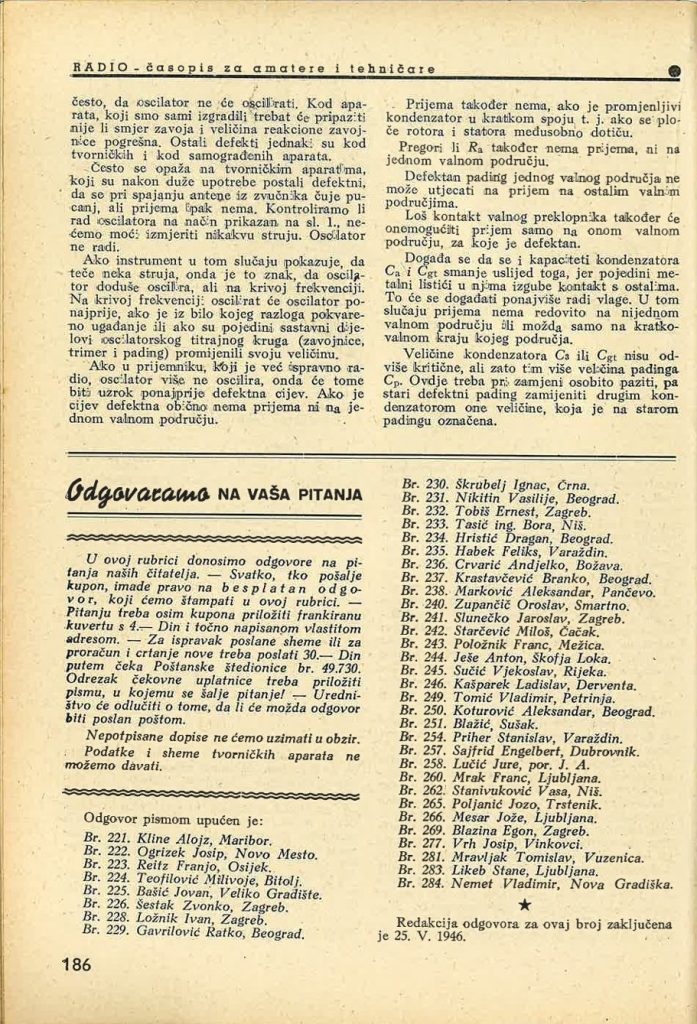 RADIO - časopis za amatere i tehničare
često, da oscilator ne će oscilirati. Kod apa-
rata, koji smo sami izgradili trebat će pripaziti
nije li smjer zavoja i veličina reakcione zavoj-
nice pogrešna. Ostali defekti jednaki su kod
tvorničkih i kod samograđenih aparata.
Često se opaža na tvorničkim aparatima,
koji su nakon duže upotrebe postali defektni,
da se pri spajanju antene iz zvučnika čuje pu-
canj, ali prijema ipak nema. Kontroliramo li
rad oscilatora na način prikazan na sl. 1., ne-
ćemo moći izmjeriti nikakvu struju. Oscilator
ne radi.
Ako instrument u tom slučaju pokazuje, da
teče neka struja, onda je to znak, da oscila-
tor doduše oscilira, ali na krivoj frekvenciji.
Na krivoj frekvenciji oscilirat će oscilator po-
najprije, ako je iz bilo kojeg razloga pokvare-
no ugađanje ili ako su pojedini sastavni dije-
lovi oscilatorskog titrajnog kruga (zavojnice,
trimer i pading) promijenili svoju veličinu.
Ako u prijemniku, koji je već ispravno ra-
dio, oscilator više ne oscilira, onda će tome
biti uzrok ponajprije defektna cijev. Ako je
cijev defektna obično nema prijema ni na je-
dnom valnom području.
Prijema također nema, ako je promjenljivi
kondenzator u kratkom spoju t. j. ako se plo-
če rotora i statora međusobno dotiču.
Pregori li Ra također nema prijema, ni na
jednom valnom području.
Defektan pading jednog valnog područja ne
može utjecati na prijem na ostalim valnim
područjima.
Loš kontakt valnog preklopnika također će
onemogućiti prijem samo na onom valnom
području, za koje je defektan.
Događa se da se i kapaciteti kondenzatora
Ca i Cgt smanje uslijed toga, jer pojedini me-
talni listići u njima izgube kontakt s ostalima.
To će se događati ponajviše radi vlage. U tom
slučaju prijema nema redovito na nijednom
valnom području ili možda samo na kratko-
valnom kraju kojeg područja.
Veličine kondenzatora Ca ili Cgt nisu od-
više kritične, ali zato tim više veličina padinga
Cp. Ovdje treba pri zamjeni osobito paziti, pa
stari defektni pading zamijeniti drugim kon-
denzatorom one veličine, koja je na starom
padingu označena.
Odgovaramo NA VAŠA PITANJA
U ovoj rubrici donosimo odgovore na pi-
tanja naših čitatelja. — Svatko, tko pošalje
kupon, imade pravo na besplatan odgo-
vor, koji ćemo štampati u ovoj rubrici. —
Pitanju treba osim kupona priložiti frankiranu
kuvertu s 4.— Din i točno napisanom vlastitom
adresom. — Za ispravak poslane sheme ili za
proračun i crtanje nove treba poslati 30.— Din
putem čeka Poštanske štedionice br. 49.730.
Odrezak čekovne uplatnice treba priložiti
pismu, u kojemu se šalje pitanje! — Uredni-
štvo će odlučiti o tome, da li će možda odgovor
biti poslan poštom.
Nepotpisane dopise ne ćemo uzimati u obzir.
Podatke i sheme tvorničkih aparata ne
možemo davati.
Odgovor pismom upućen je:
Br. 221. Kline Alojz, Maribor.
Br. 222. Ogrizek Josip, Novo Mesto.
Br. 223. Reitz Franjo, Osijek.
Br. 224. Teofilović Milivoje, Bitolj.
Br. 225. Bašić Jovan, Veliko Gradište.
Br. 226. Šestak Zvonko, Zagreb.
Br. 228. Ložnik Ivan, Zagreb.
Br. 229. Gavrilović Ratko, Beograd.
Br. 230. Škrubelj Ignac, Črna.
Br. 231. Nikitin Vasilije, Beograd.
Br. 232. Tobiš Ernest, Zagreb.
Br. 233. Tasić ing. Bora, Niš.
Br. 234. Hristić Dragan, Beograd.
Br. 235. Habek Feliks, Varaždin.
Br. 236. Crvarić Andjelko, Božava.
Br. 237. Krastavčević Branko, Beograd.
Br. 238. Marković Aleksandar, Pančevo.
Br. 240. Zupančič Oroslav, Smartno.
Br. 241. Slunečko Jaroslav, Zagreb.
Br. 242. Starčević Miloš, Čačak.
Br. 243. Položnik Franc, Mežica.
Br. 244. Ješe Anton, Škofja Loka.
Br. 245. Sučić Vjekoslav, Rijeka.
Br. 246. Kašparek Ladislav, Derventa.
Br. 249. Tomić Vladimir, Petrinja.
Br. 250. Koturović Aleksandar, Beograd.
Br. 251. Blažić, Sušak.
Br. 254. Priher Stanislav, Varaždin.
Br. 257. Sajfrid Engelbert, Dubrovnik.
Br. 258. Lučić Jure, por. J. A.
Br. 260. Mrak Franc, Ljubljana.
Br. 262. Stanivuković Vasa, Niš.
Br. 265. Poljanić Jozo, Trstenik.
Br. 266. Mesar Jože, Ljubljana.
Br. 269. Blazina Egon, Zagreb.
Br. 277. Vrh Josip, Vinkovci.
Br. 281. Mravljak Tomislav, Vuzenica.
Br. 283. Likeb Stane, Ljubljana.
Br. 284. Nemet Vladimir, Nova Gradiška.
Redakcija odgovora za ovaj broj zaključena
je 25. V. 1946.
186